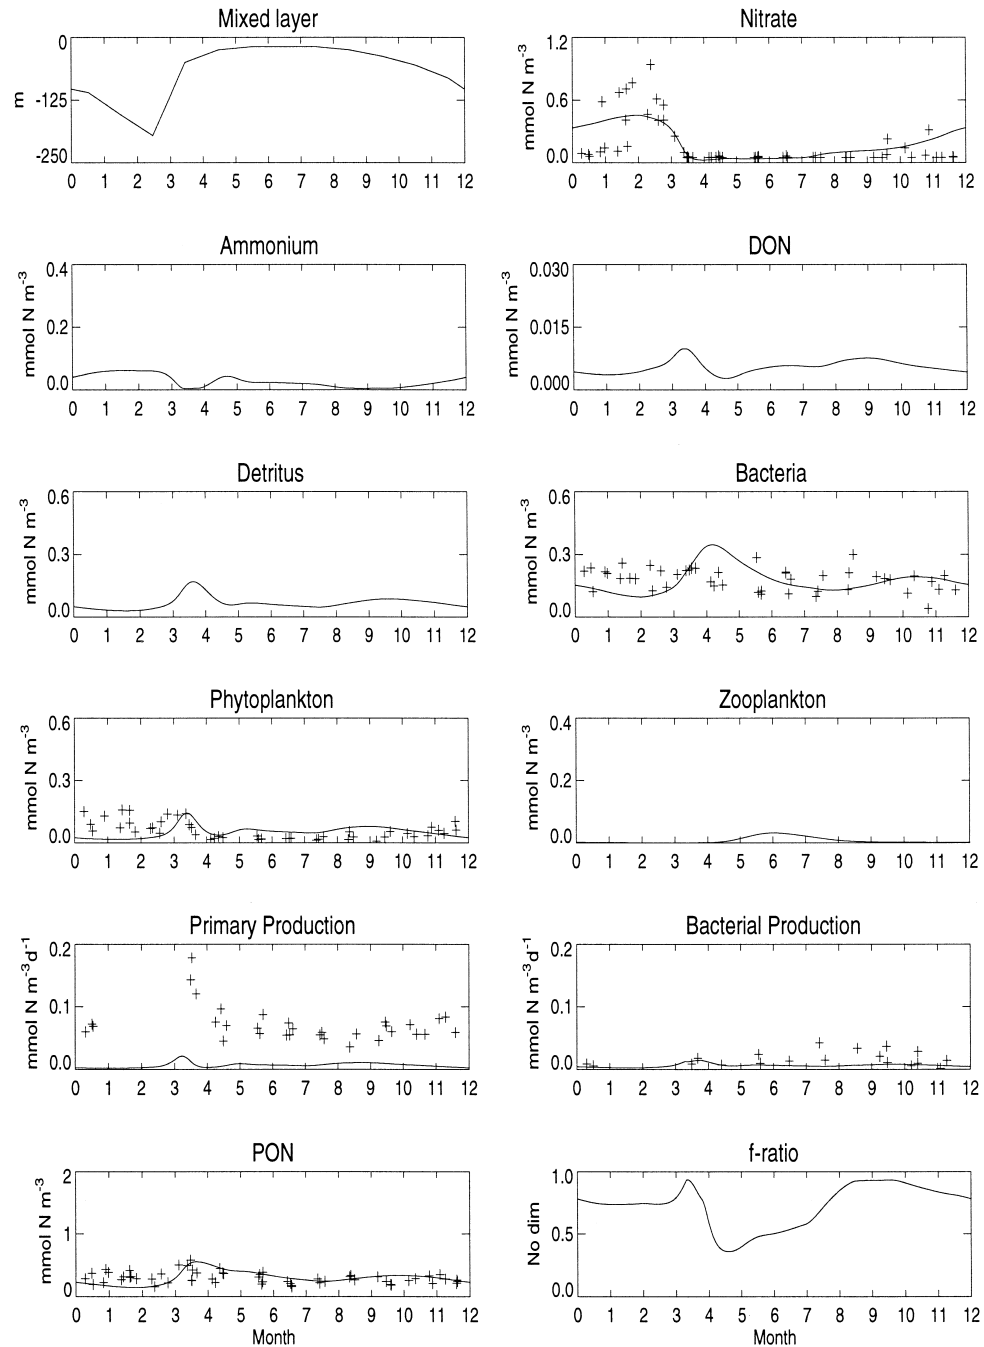 Mixed layer
0
-125
-250
m
0 1 2 3 4 5 6 7 8 9 10 11 12
Nitrate
1.2
0.6
0.0
mmol N m-3
0 1 2 3 4 5 6 7 8 9 10 11 12
Ammonium
0.4
0.2
0.0
mmol N m-3
0 1 2 3 4 5 6 7 8 9 10 11 12
DON
0.030
0.015
0.000
mmol N m-3
0 1 2 3 4 5 6 7 8 9 10 11 12
Detritus
0.6
0.3
0.0
mmol N m-3
0 1 2 3 4 5 6 7 8 9 10 11 12
Bacteria
0.6
0.3
0.0
mmol N m-3
0 1 2 3 4 5 6 7 8 9 10 11 12
Phytoplankton
0.6
0.3
0.0
mmol N m-3
0 1 2 3 4 5 6 7 8 9 10 11 12
Zooplankton
0.4
0.2
0.0
mmol N m-3
0 1 2 3 4 5 6 7 8 9 10 11 12
Primary Production
0.2
0.1
0.0
mmol N m-3d-1
0 1 2 3 4 5 6 7 8 9 10 11 12
Bacterial Production
0.2
0.1
0.0
mmol N m-3d-1
0 1 2 3 4 5 6 7 8 9 10 11 12
PON
2
1
0
mmol N m-3
0 1 2 3 4 5 6 7 8 9 10 11 12
Month
f-ratio
1.0
0.5
0.0
No dim
0 1 2 3 4 5 6 7 8 9 10 11 12
Month